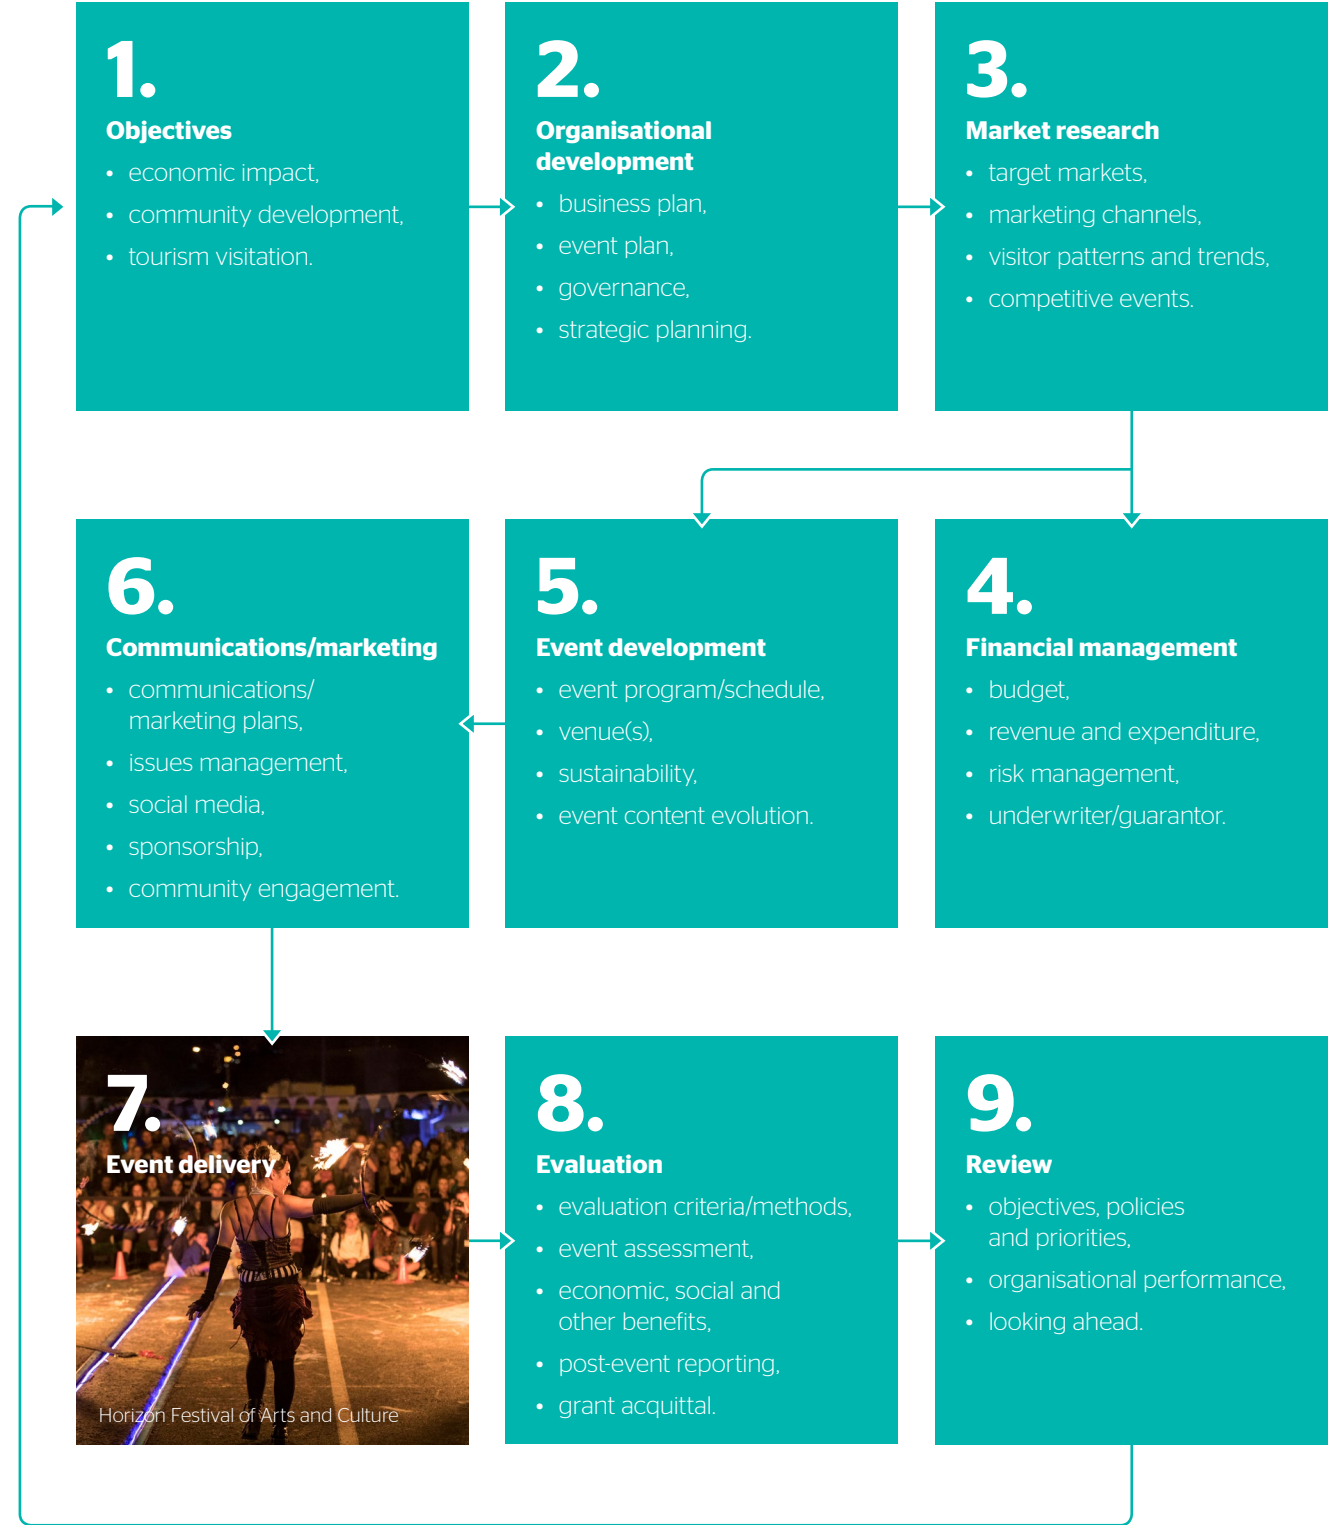 1.
Objectives
• economic impact,
• community development,
• tourism visitation.
2.
Organisational
development
• business plan,
• event plan,
• governance,
• strategic planning.
3.
Market research
• target markets,
• marketing channels,
• visitor patterns and trends,
• competitive events.
4.
Financial management
• budget,
• revenue and expenditure,
• risk management,
• underwriter/guarantor.
5.
Event development
• event program/schedule,
• venue(s),
• sustainability,
• event content evolution.
6.
Communications/marketing
• communications/
marketing plans,
• issues management,
• social media,
• sponsorship,
• community engagement.
7.
Event delivery
Horizon Festival of Arts and Culture
8.
Evaluation
• evaluation criteria/methods,
• event assessment,
• economic, social and
other benefits,
• post-event reporting,
• grant acquittal.
9.
Review
• objectives, policies
and priorities,
• organisational performance,
• looking ahead.